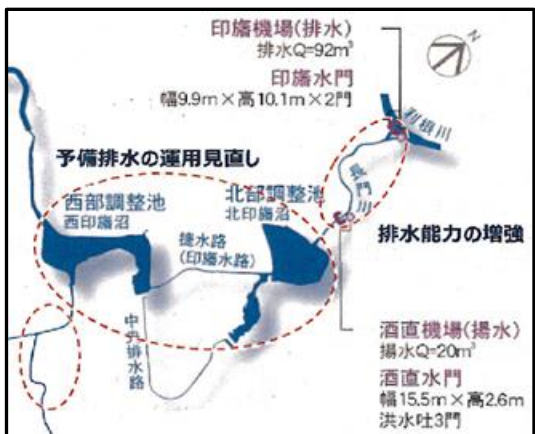 印旛機場(排水)
排水Q=92m³
印旛水門
幅9.9m×高10.1m×2門
N
利根川
予備排水の運用見直し
長門川
西部調整池
西印旛沼
北部調整池
北印旛沼
排水能力の増強
捷水路
(印旛水路)
中央排水路
酒直機場(揚水)
揚水Q=20m³
酒直水門
幅15.5m×高2.6m
洪水吐3門